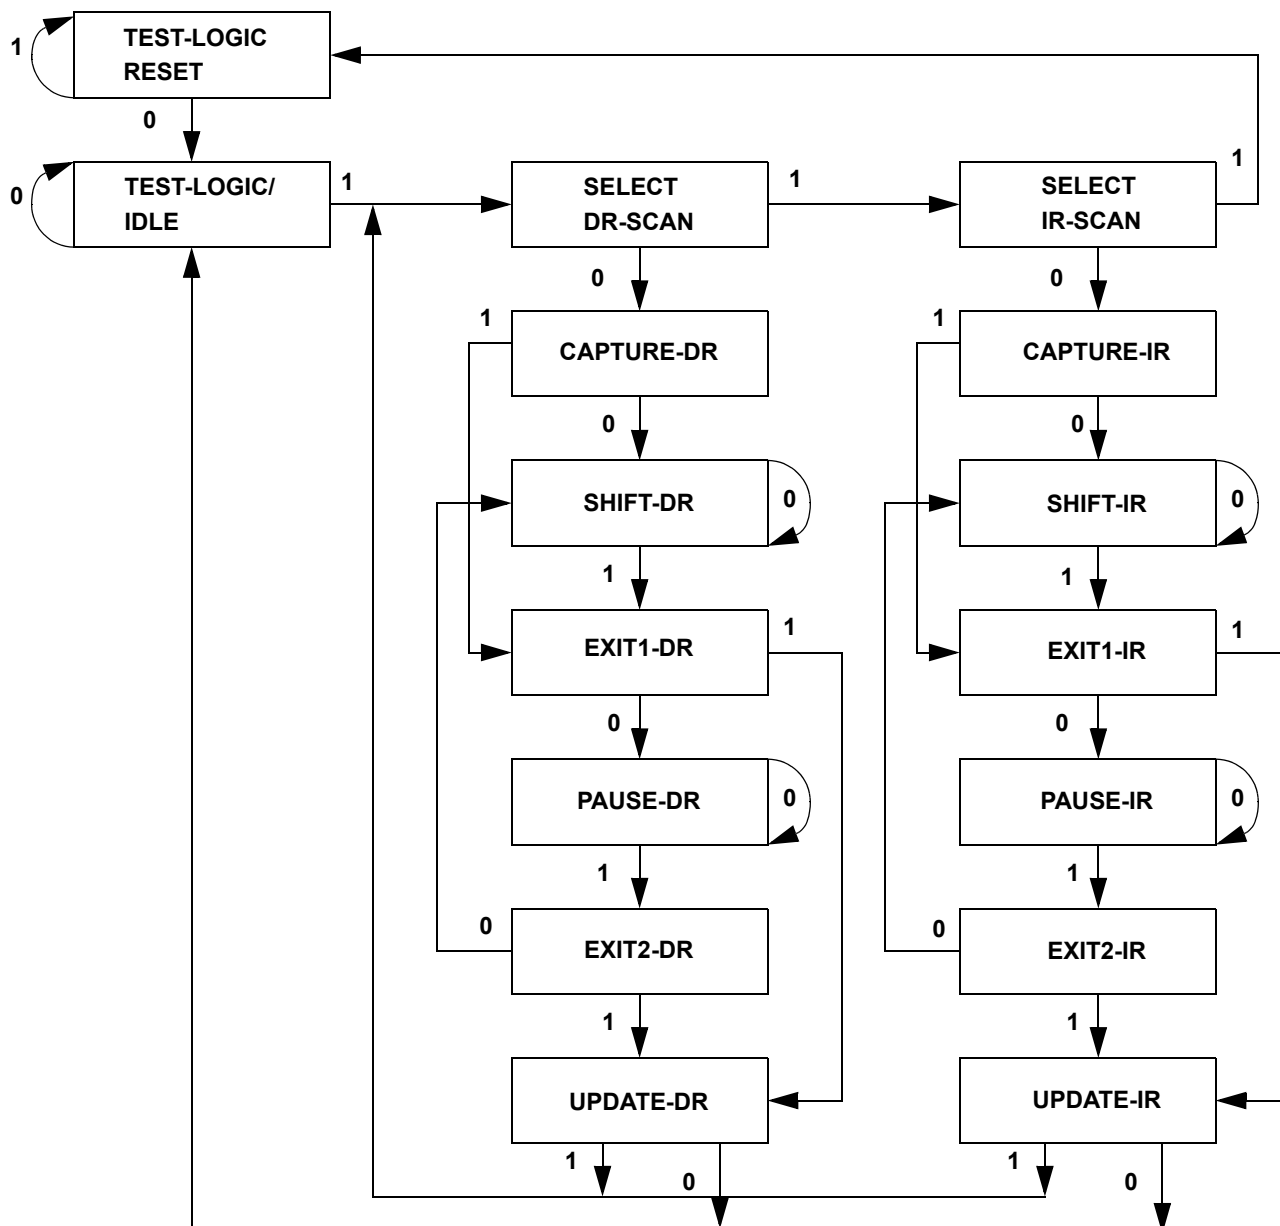 1
TEST-LOGIC
RESET
0
0
TEST-LOGIC/
IDLE
1
SELECT
DR-SCAN
1
SELECT
IR-SCAN
1
0
0
1
CAPTURE-DR
1
CAPTURE-IR
0
0
SHIFT-DR
0
SHIFT-IR
0
1
1
EXIT1-DR
1
EXIT1-IR
1
0
0
PAUSE-DR
0
PAUSE-IR
0
1
1
0
EXIT2-DR
0
EXIT2-IR
1
1
UPDATE-DR
UPDATE-IR
1
0
1
0